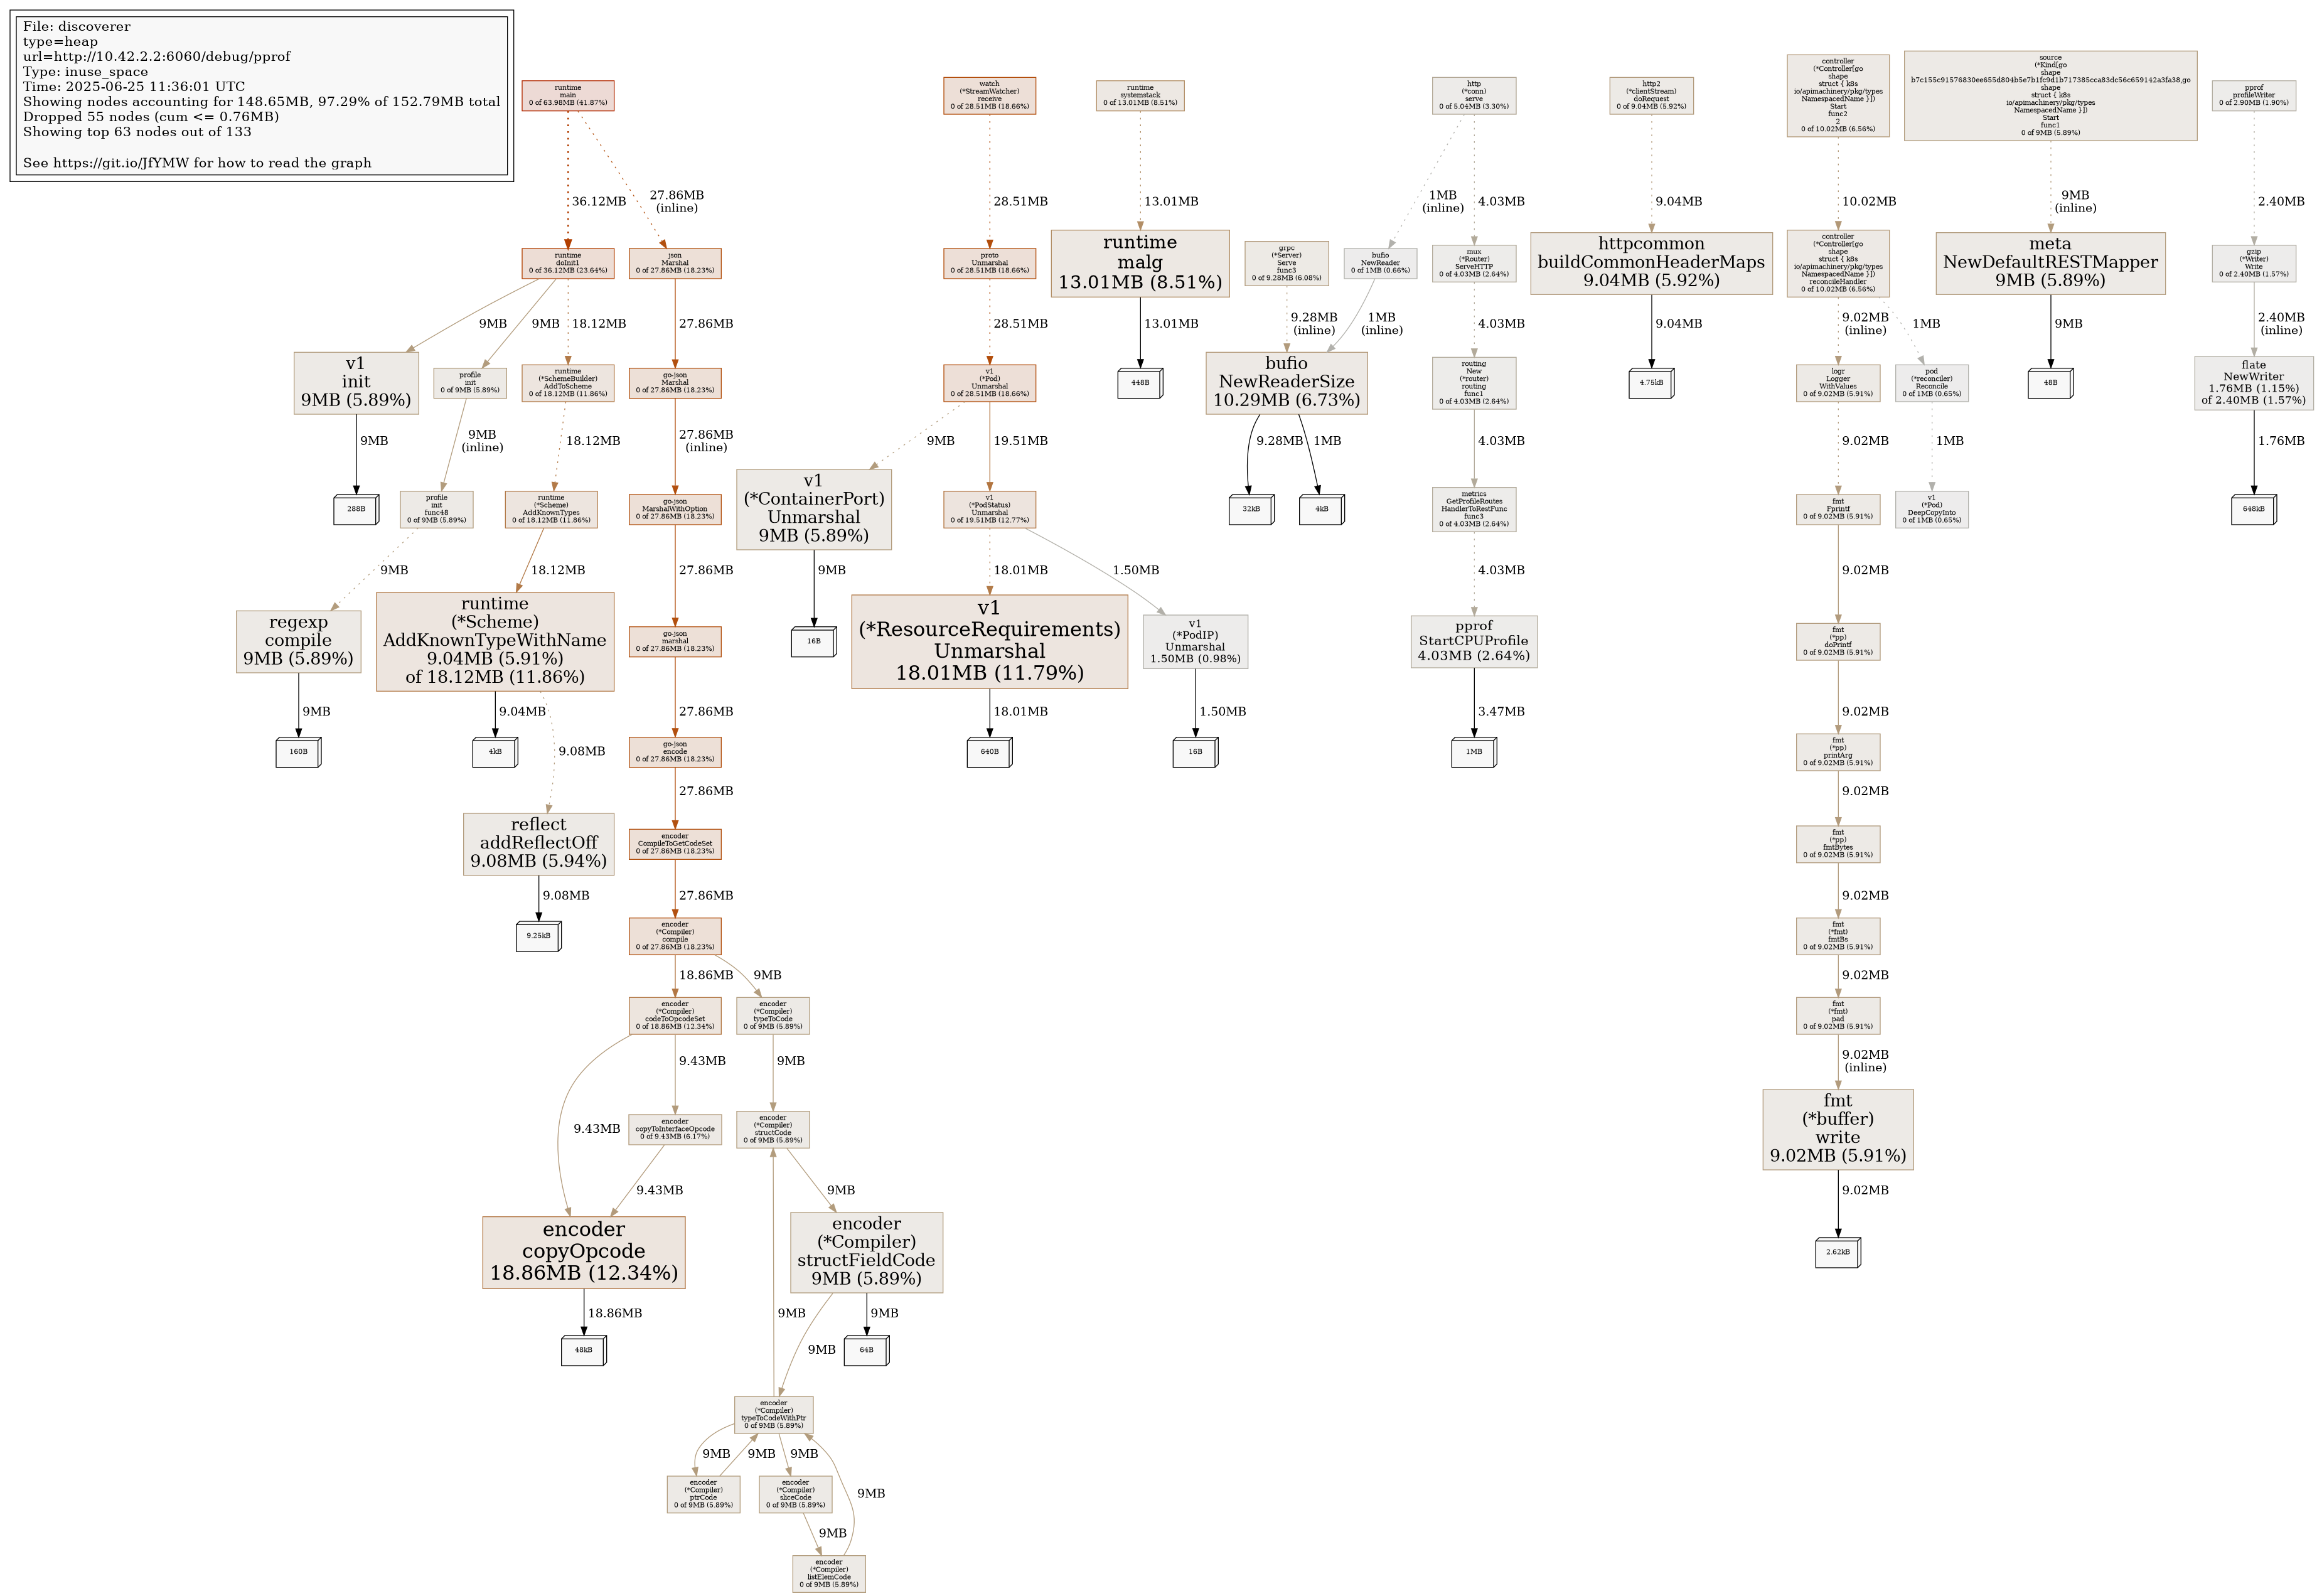 File: discoverer
type=heap
url=http://10.42.2.2:6060/debug/pprof
Type: inuse_space
Time: 2025-06-25 11:36:01 UTC
Showing nodes accounting for 148.65MB, 97.29% of 152.79MB total
Dropped 55 nodes (cum <= 0.76MB)
Showing top 63 nodes out of 133
See https://git.io/JfYMW for how to read the graph
runtime
main
0 of 63.98MB (41.87%)
watch
(*StreamWatcher)
receive
0 of 28.51MB (18.66%)
runtime
systemstack
0 of 13.01MB (8.51%)
http
(*conn)
serve
0 of 5.04MB (3.30%)
http2
(*clientStream)
doRequest
0 of 9.04MB (5.92%)
controller
(*Controller[go
shape
struct { k8s
io/apimachinery/pkg/types
NamespacedName }])
Start
func2
2
0 of 10.02MB (6.56%)
source
(*Kind[go
shape
b7c155c91576830ee655d804b5e7b1fc9d1b717385cca83dc56c659142a3fa38,go
shape
struct { k8s
io/apimachinery/pkg/types
NamespacedName }])
Start
func1
0 of 9MB (5.89%)
pprof
profileWriter
0 of 2.90MB (1.90%)
36.12MB
27.86MB
(inline)
28.51MB
13.01MB
1MB
(inline)
4.03MB
9.04MB
10.02MB
9MB
(inline)
2.40MB
runtime
doInit1
0 of 36.12MB (23.64%)
json
Marshal
0 of 27.86MB (18.23%)
proto
Unmarshal
0 of 28.51MB (18.66%)
runtime
malg
13.01MB (8.51%)
grpc
(*Server)
Serve
func3
0 of 9.28MB (6.08%)
bufio
NewReader
0 of 1MB (0.66%)
mux
(*Router)
ServeHTTP
0 of 4.03MB (2.64%)
httpcommon
buildCommonHeaderMaps
9.04MB (5.92%)
controller
(*Controller[go
shape
struct { k8s
io/apimachinery/pkg/types
NamespacedName }])
reconcileHandler
0 of 10.02MB (6.56%)
meta
NewDefaultRESTMapper
9MB (5.89%)
gzip
(*Writer)
Write
0 of 2.40MB (1.57%)
9MB
9MB
18.12MB
27.86MB
28.51MB
13.01MB
9.28MB
(inline)
1MB
(inline)
4.03MB
9.04MB
9.02MB
(inline)
1MB
9MB
2.40MB
(inline)
v1
init
9MB (5.89%)
profile
init
0 of 9MB (5.89%)
runtime
(*SchemeBuilder)
AddToScheme
0 of 18.12MB (11.86%)
go-json
Marshal
0 of 27.86MB (18.23%)
v1
(*Pod)
Unmarshal
0 of 28.51MB (18.66%)
448B
bufio
NewReaderSize
10.29MB (6.73%)
routing
New
(*router)
routing
func1
0 of 4.03MB (2.64%)
4.75kB
logr
Logger
WithValues
0 of 9.02MB (5.91%)
pod
(*reconciler)
Reconcile
0 of 1MB (0.65%)
48B
flate
NewWriter
1.76MB (1.15%)
of 2.40MB (1.57%)
9MB
9MB
(inline)
18.12MB
27.86MB
(inline)
9MB
19.51MB
9.28MB
1MB
4.03MB
9.02MB
1MB
1.76MB
288B
profile
init
func48
0 of 9MB (5.89%)
runtime
(*Scheme)
AddKnownTypes
0 of 18.12MB (11.86%)
go-json
MarshalWithOption
0 of 27.86MB (18.23%)
v1
(*ContainerPort)
Unmarshal
9MB (5.89%)
v1
(*PodStatus)
Unmarshal
0 of 19.51MB (12.77%)
32kB
4kB
metrics
GetProfileRoutes
HandlerToRestFunc
func3
0 of 4.03MB (2.64%)
fmt
Fprintf
0 of 9.02MB (5.91%)
v1
(*Pod)
DeepCopyInto
0 of 1MB (0.65%)
648kB
9MB
18.12MB
27.86MB
9MB
18.01MB
1.50MB
4.03MB
9.02MB
regexp
compile
9MB (5.89%)
runtime
(*Scheme)
AddKnownTypeWithName
9.04MB (5.91%)
of 18.12MB (11.86%)
go-json
marshal
0 of 27.86MB (18.23%)
16B
v1
(*ResourceRequirements)
Unmarshal
18.01MB (11.79%)
v1
(*PodIP)
Unmarshal
1.50MB (0.98%)
pprof
StartCPUProfile
4.03MB (2.64%)
fmt
(*pp)
doPrintf
0 of 9.02MB (5.91%)
9MB
9.04MB
9.08MB
27.86MB
18.01MB
1.50MB
3.47MB
9.02MB
160B
4kB
go-json
encode
0 of 27.86MB (18.23%)
640B
16B
1MB
fmt
(*pp)
printArg
0 of 9.02MB (5.91%)
27.86MB
9.02MB
reflect
addReflectOff
9.08MB (5.94%)
encoder
CompileToGetCodeSet
0 of 27.86MB (18.23%)
fmt
(*pp)
fmtBytes
0 of 9.02MB (5.91%)
9.08MB
27.86MB
9.02MB
9.25kB
encoder
(*Compiler)
compile
0 of 27.86MB (18.23%)
fmt
(*fmt)
fmtBs
0 of 9.02MB (5.91%)
18.86MB
9MB
9.02MB
encoder
(*Compiler)
codeToOpcodeSet
0 of 18.86MB (12.34%)
encoder
(*Compiler)
typeToCode
0 of 9MB (5.89%)
fmt
(*fmt)
pad
0 of 9.02MB (5.91%)
9.43MB
9.43MB
9MB
9.02MB
(inline)
encoder
copyToInterfaceOpcode
0 of 9.43MB (6.17%)
encoder
(*Compiler)
structCode
0 of 9MB (5.89%)
fmt
(*buffer)
write
9.02MB (5.91%)
9.43MB
9MB
9.02MB
encoder
copyOpcode
18.86MB (12.34%)
encoder
(*Compiler)
structFieldCode
9MB (5.89%)
2.62kB
18.86MB
9MB
9MB
9MB
48kB
64B
encoder
(*Compiler)
typeToCodeWithPtr
0 of 9MB (5.89%)
9MB
9MB
9MB
9MB
encoder
(*Compiler)
ptrCode
0 of 9MB (5.89%)
encoder
(*Compiler)
sliceCode
0 of 9MB (5.89%)
9MB
encoder
(*Compiler)
listElemCode
0 of 9MB (5.89%)